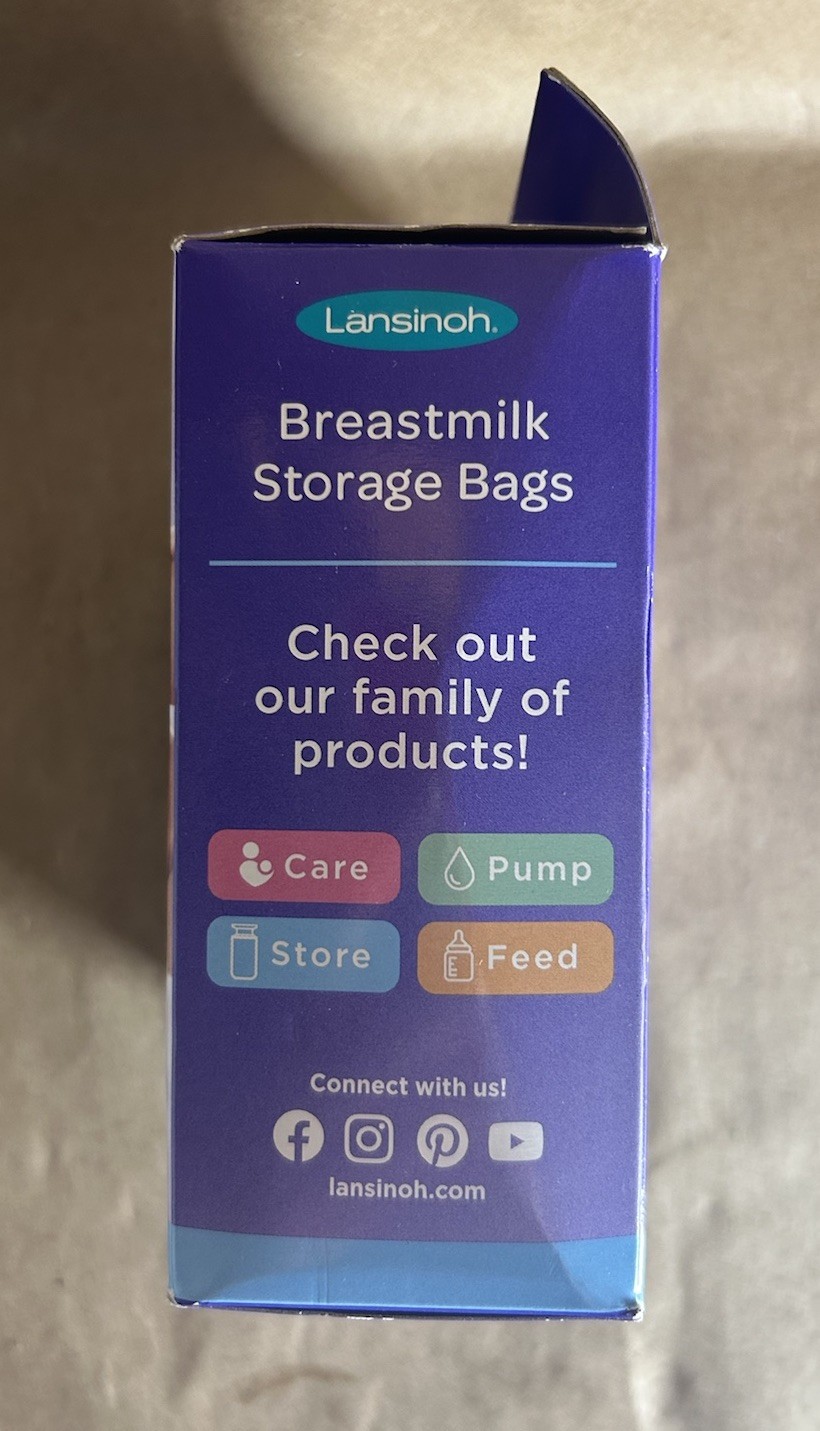 Lansinoh®
Breastmilk
Storage Bags
Check out
our family of
products!
Care
Pump
Store
Feed
Connect with us!
lansinoh.com